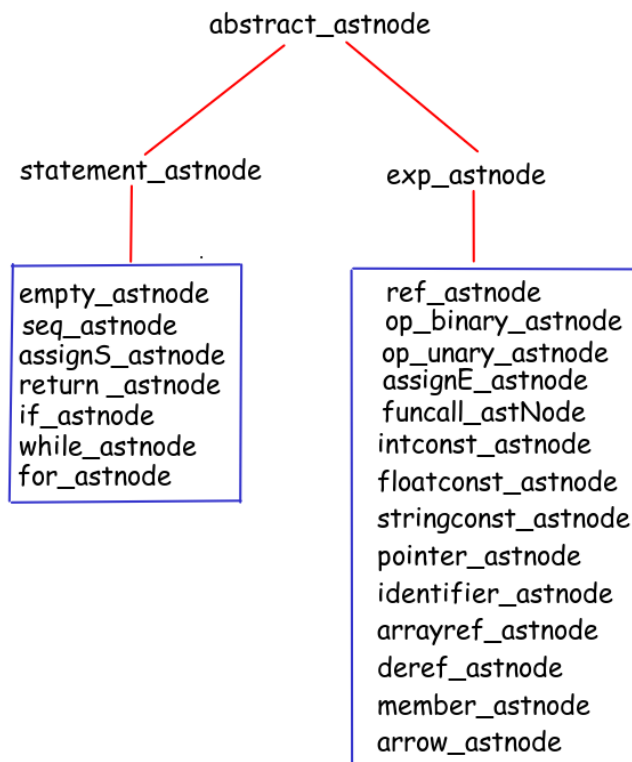 abstract_astnode
statement_astnode
exp_astnode
empty_astnode
seq_astnode
assignS_astnode
return _astnode
if_astnode
while_astnode
for_astnode
ref_astnode
op_binary_astnode
op_unary_astnode
assignE_astnode
funcall_astNode
intconst_astnode
floatconst_astnode
stringconst_astnode
pointer_astnode
identifier_astnode
arrayref_astnode
deref_astnode
member_astnode
arrow_astnode